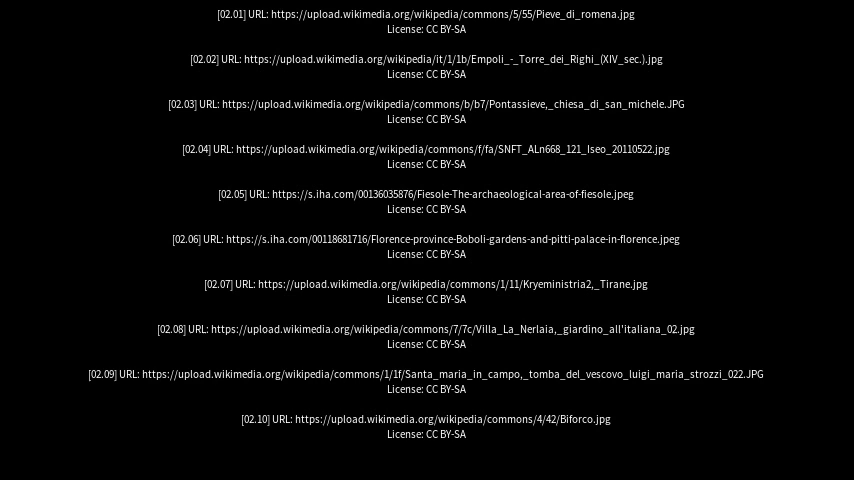 [02.01] URL: https://upload.wikimedia.org/wikipedia/commons/5/55/Pieve_di_romena.jpg
License: CC BY-SA
[02.02] URL: https://upload.wikimedia.org/wikipedia/it/1/1b/Empoli_-_Torre_dei_Righi_(XIV_sec.).jpg
License: CC BY-SA
[02.03] URL: https://upload.wikimedia.org/wikipedia/commons/b/b7/Pontassieve,_chiesa_di_san_michele.JPG
License: CC BY-SA
[02.04] URL: https://upload.wikimedia.org/wikipedia/commons/f/fa/SNFT_ALn668_121_Iseo_20110522.jpg
License: CC BY-SA
[02.05] URL: https://s.iha.com/00136035876/Fiesole-The-archaeological-area-of-fiesole.jpeg
License: CC BY-SA
[02.06] URL: https://s.iha.com/00118681716/Florence-province-Boboli-gardens-and-pitti-palace-in-florence.jpeg
License: CC BY-SA
[02.07] URL: https://upload.wikimedia.org/wikipedia/commons/1/11/Kryeministria2,_Tirane.jpg
License: CC BY-SA
[02.08] URL: https://upload.wikimedia.org/wikipedia/commons/7/7c/Villa_La_Nerlaia,_giardino_all'italiana_02.jpg
License: CC BY-SA
[02.09] URL: https://upload.wikimedia.org/wikipedia/commons/1/1f/Santa_maria_in_campo,_tomba_del_vescovo_luigi_maria_strozzi_022.JPG
License: CC BY-SA
[02.10] URL: https://upload.wikimedia.org/wikipedia/commons/4/42/Biforco.jpg
License: CC BY-SA